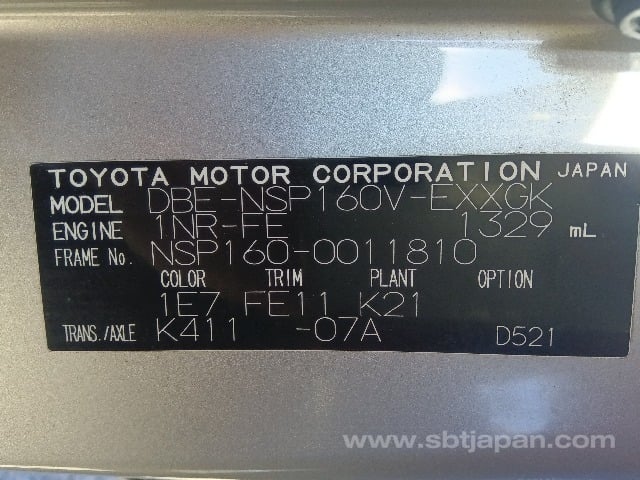 TOYOTA MOTOR CORPORATION JAPAN
MODEL DBE-NSP160V-EXXGK
ENGINE 1NR-FE 1329 mL
FRAME No. NSP160-0011810
COLOR TRIM PLANT OPTION
1E7 FE11 K21
TRANS./AXLE K411 -07A D521
www.sbtjapan.com